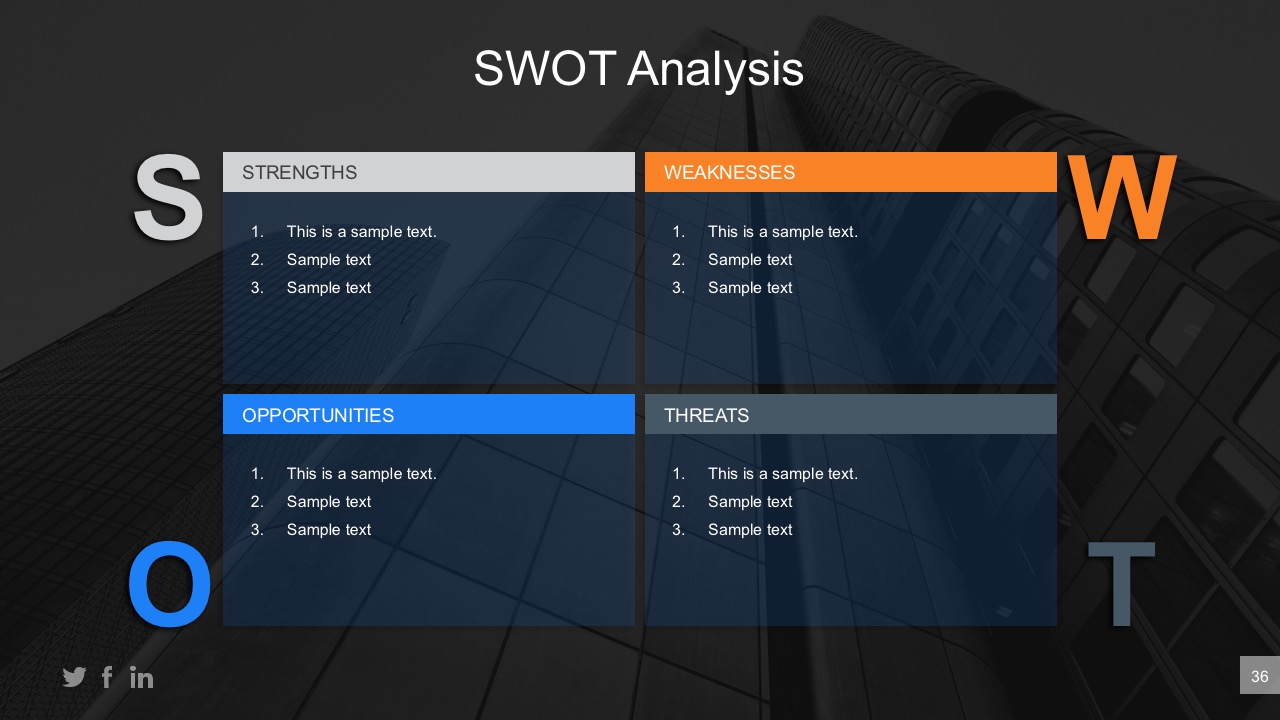 SWOT Analysis
S
STRENGTHS
1. This is a sample text.
2. Sample text
3. Sample text
W
WEAKNESSES
1. This is a sample text.
2. Sample text
3. Sample text
O
OPPORTUNITIES
1. This is a sample text.
2. Sample text
3. Sample text
T
THREATS
1. This is a sample text.
2. Sample text
3. Sample text
f
in
36